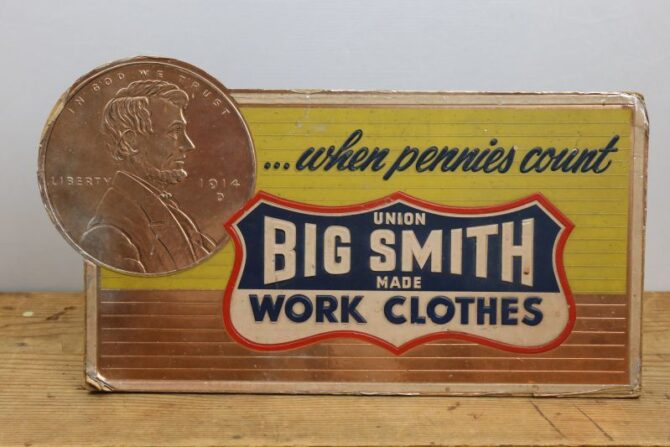 IN GOD WE TRUST
LIBERTY 1914
D
...when pennies count
UNION
BIG SMITH
MADE
WORK CLOTHES